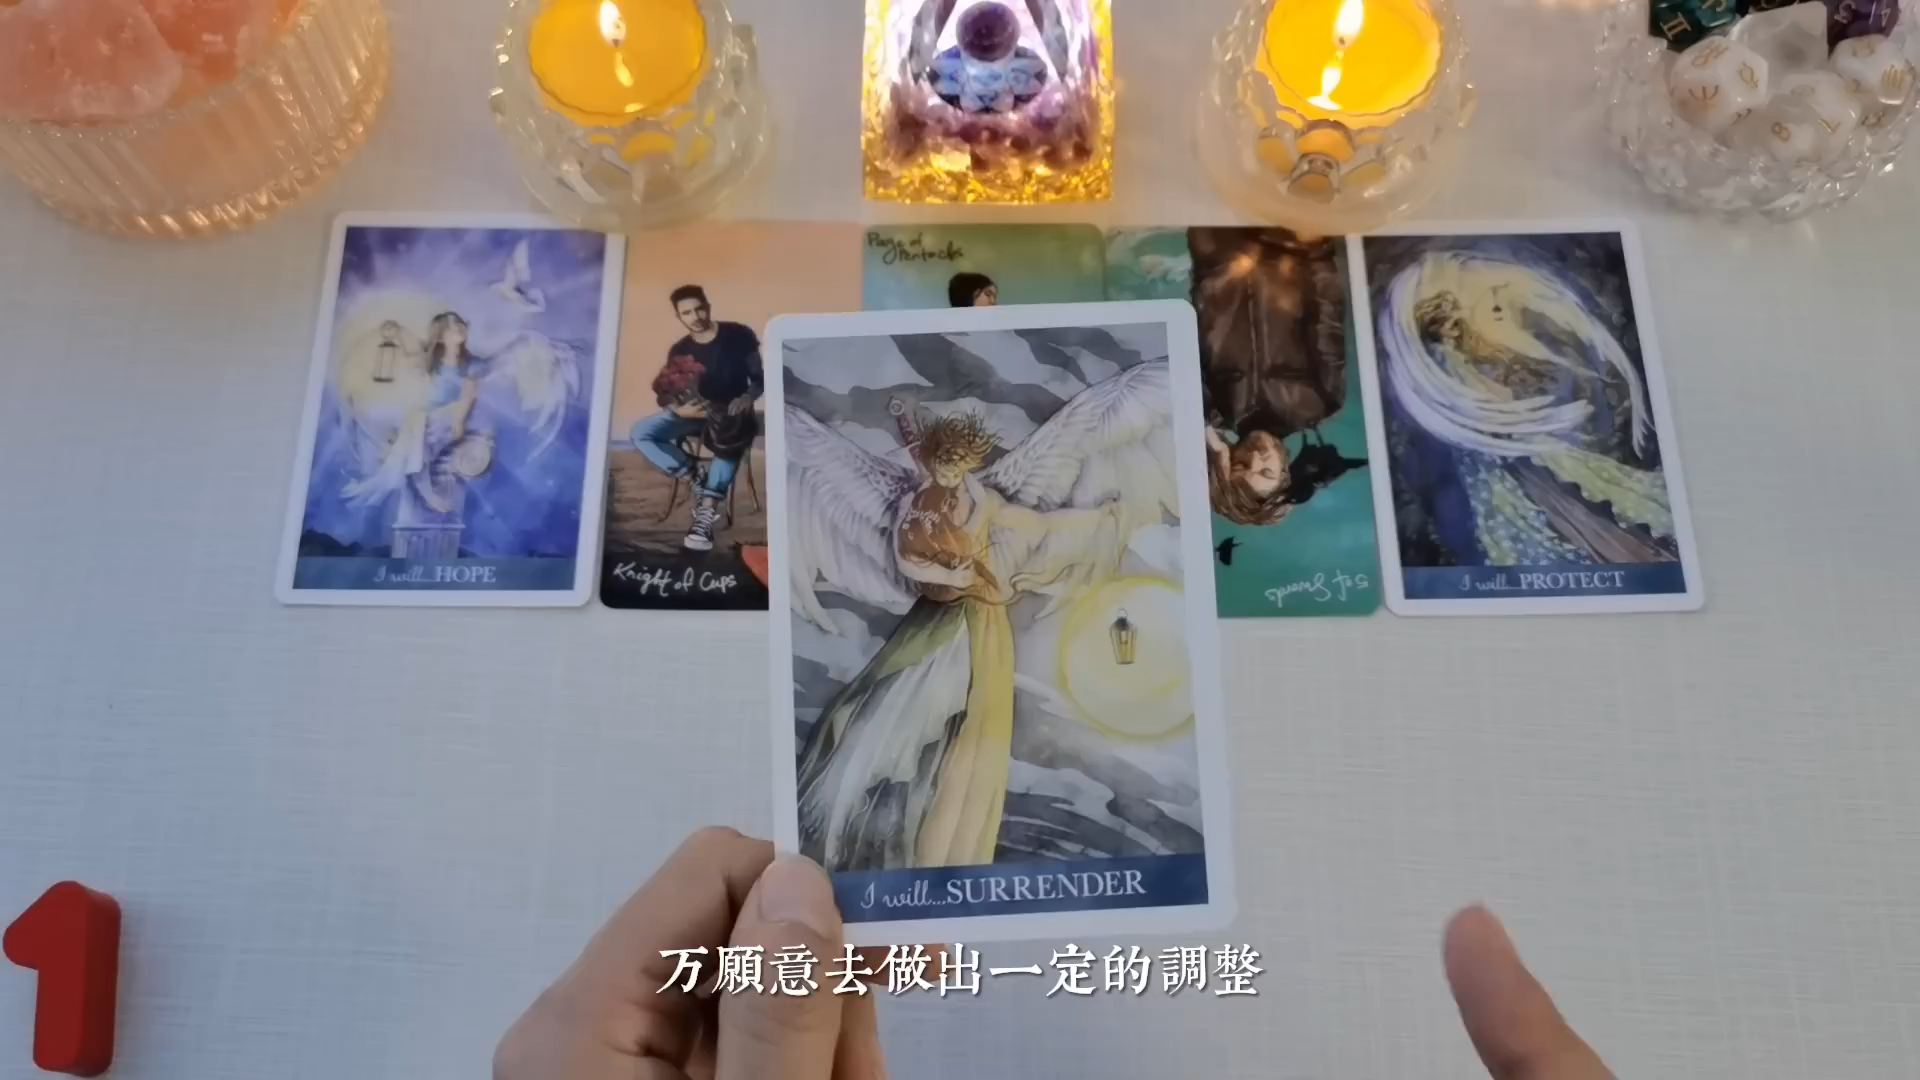 Page of
Pentacles
I will...HOPE
Knight of Cups
5 of Swords
I will...PROTECT
I will...SURRENDER
万願意去做出一定的調整
1